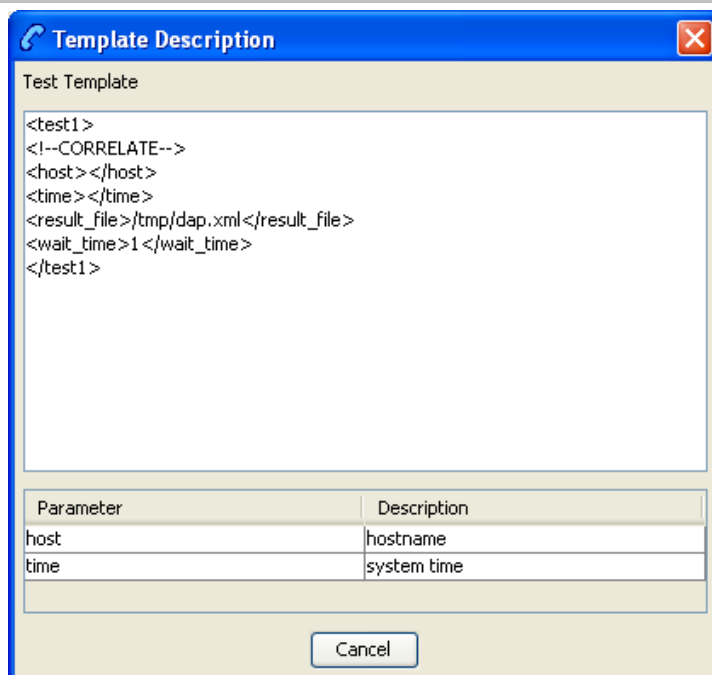 Template Description
Test Template
<test1>
<!--CORRELATE-->
<host></host>
<time></time>
<result_file>/tmp/dap.xml</result_file>
<wait_time>1</wait_time>
</test1>
Parameter Description
host hostname
time system time
Cancel